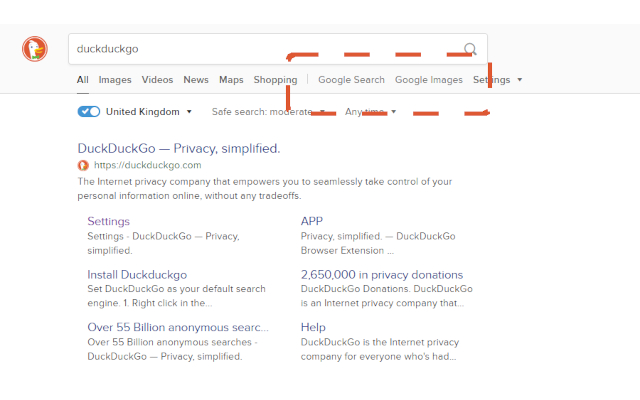 duckduckgo
All Images Videos News Maps Shopping Google Search Google Images Settings
United Kingdom Safe search: moderate Any time
DuckDuckGo — Privacy, simplified.
https://duckduckgo.com
The Internet privacy company that empowers you to seamlessly take control of your
personal information online, without any tradeoffs.
Settings
Settings - DuckDuckGo — Privacy,
simplified.
APP
Privacy, simplified. — DuckDuckGo
Browser Extension ...
Install Duckduckgo
Set DuckDuckGo as your default search
engine. 1. Right click in the...
2,650,000 in privacy donations
DuckDuckGo Donations. DuckDuckGo
is an Internet privacy company that...
Over 55 Billion anonymous searc...
Over 55 Billion anonymous searches -
DuckDuckGo — Privacy, simplified.
Help
DuckDuckGo is the Internet privacy
company for everyone who's had...